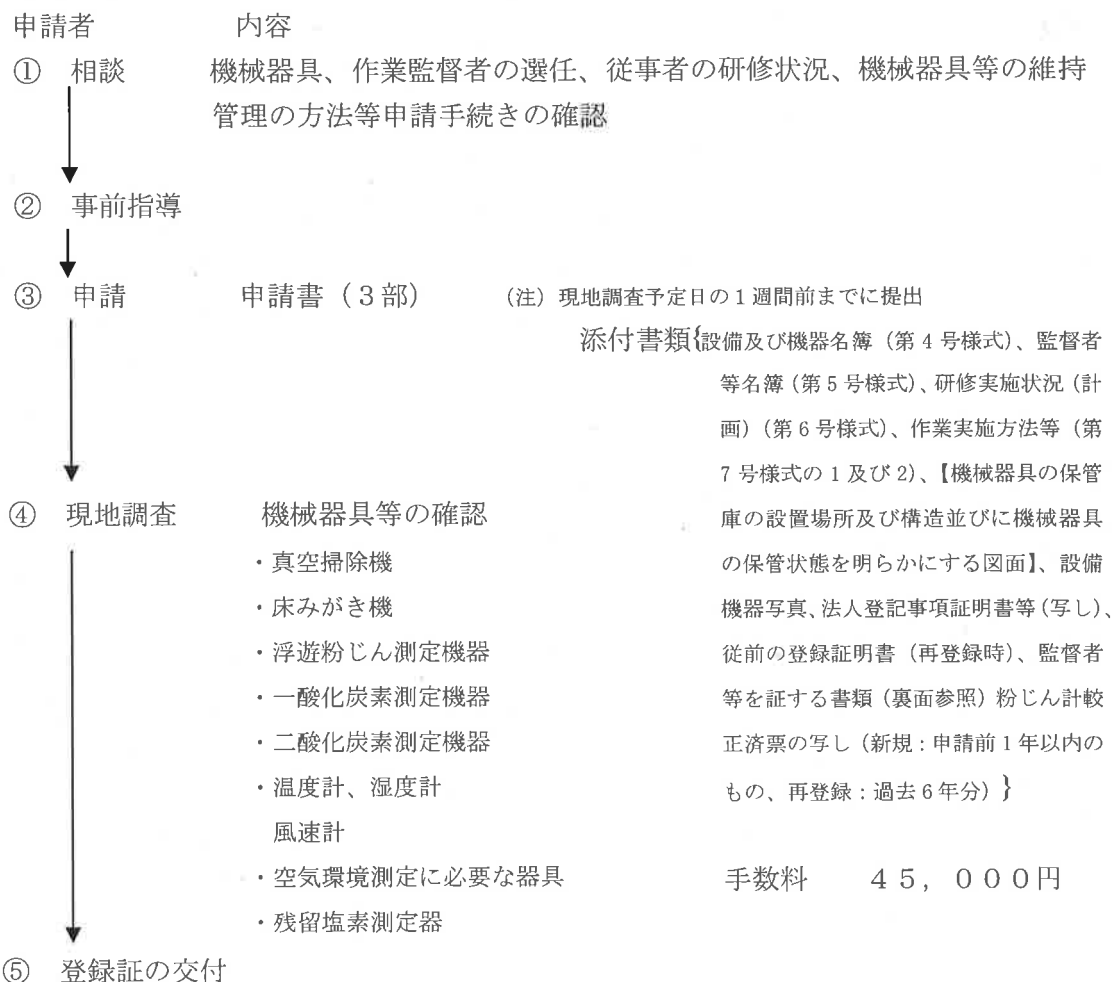 申請者 内容
① 相談 機械器具、作業監督者の選任、従事者の研修状況、機械器具等の維持
管理の方法等申請手続きの確認
② 事前指導
③ 申請 申請書（３部） （注）現地調査予定日の１週間前までに提出
添付書類{設備及び機器名簿（第４号様式）、監督者
等名簿（第５号様式）、研修実施状況（計
画）（第６号様式）、作業実施方法等（第
７号様式の１及び２）、【機械器具の保管
庫の設置場所及び構造並びに機械器具
の保管状態を明らかにする図面】、設備
機器写真、法人登記事項証明書等（写し）、
従前の登録証明書（再登録時）、監督者
等を証する書類（裏面参照）粉じん計較
正済票の写し（新規：申請前１年以内の
もの、再登録：過去６年分）}
手数料 ４５，０００円
④ 現地調査 機械器具等の確認
・真空掃除機
・床みがき機
・浮遊粉じん測定機器
・一酸化炭素測定機器
・二酸化炭素測定機器
・温度計、湿度計
風速計
・空気環境測定に必要な器具
・残留塩素測定器
⑤ 登録証の交付